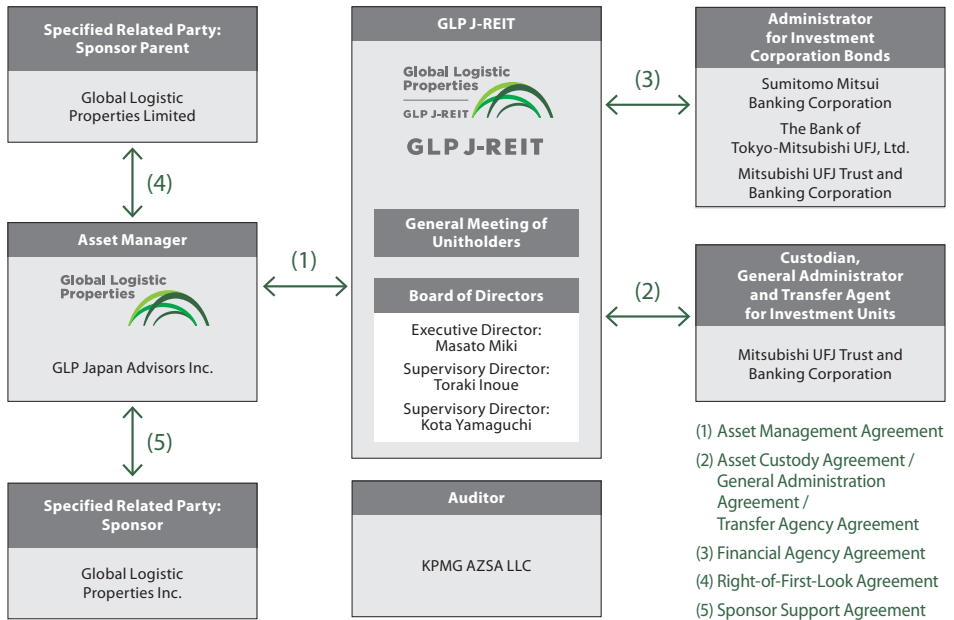 Specified Related Party:
Sponsor Parent
Global Logistic
Properties Limited
(4)
Asset Manager
Global Logistic
Properties
GLP Japan Advisors Inc.
(5)
Specified Related Party:
Sponsor
Global Logistic
Properties Inc.
(1)
GLP J-REIT
Global Logistic
Properties
GLP J-REIT
GLP J-REIT
General Meeting of
Unitholders
Board of Directors
Executive Director:
Masato Miki
Supervisory Director:
Toraki Inoue
Supervisory Director:
Kota Yamaguchi
Auditor
KPMG AZSA LLC
(3)
(2)
Administrator
for Investment
Corporation Bonds
Sumitomo Mitsui
Banking Corporation
The Bank of
Tokyo-Mitsubishi UFJ, Ltd.
Mitsubishi UFJ Trust and
Banking Corporation
Custodian,
General Administrator
and Transfer Agent
for Investment Units
Mitsubishi UFJ Trust and
Banking Corporation
(1) Asset Management Agreement
(2) Asset Custody Agreement /
General Administration
Agreement /
Transfer Agency Agreement
(3) Financial Agency Agreement
(4) Right-of-First-Look Agreement
(5) Sponsor Support Agreement